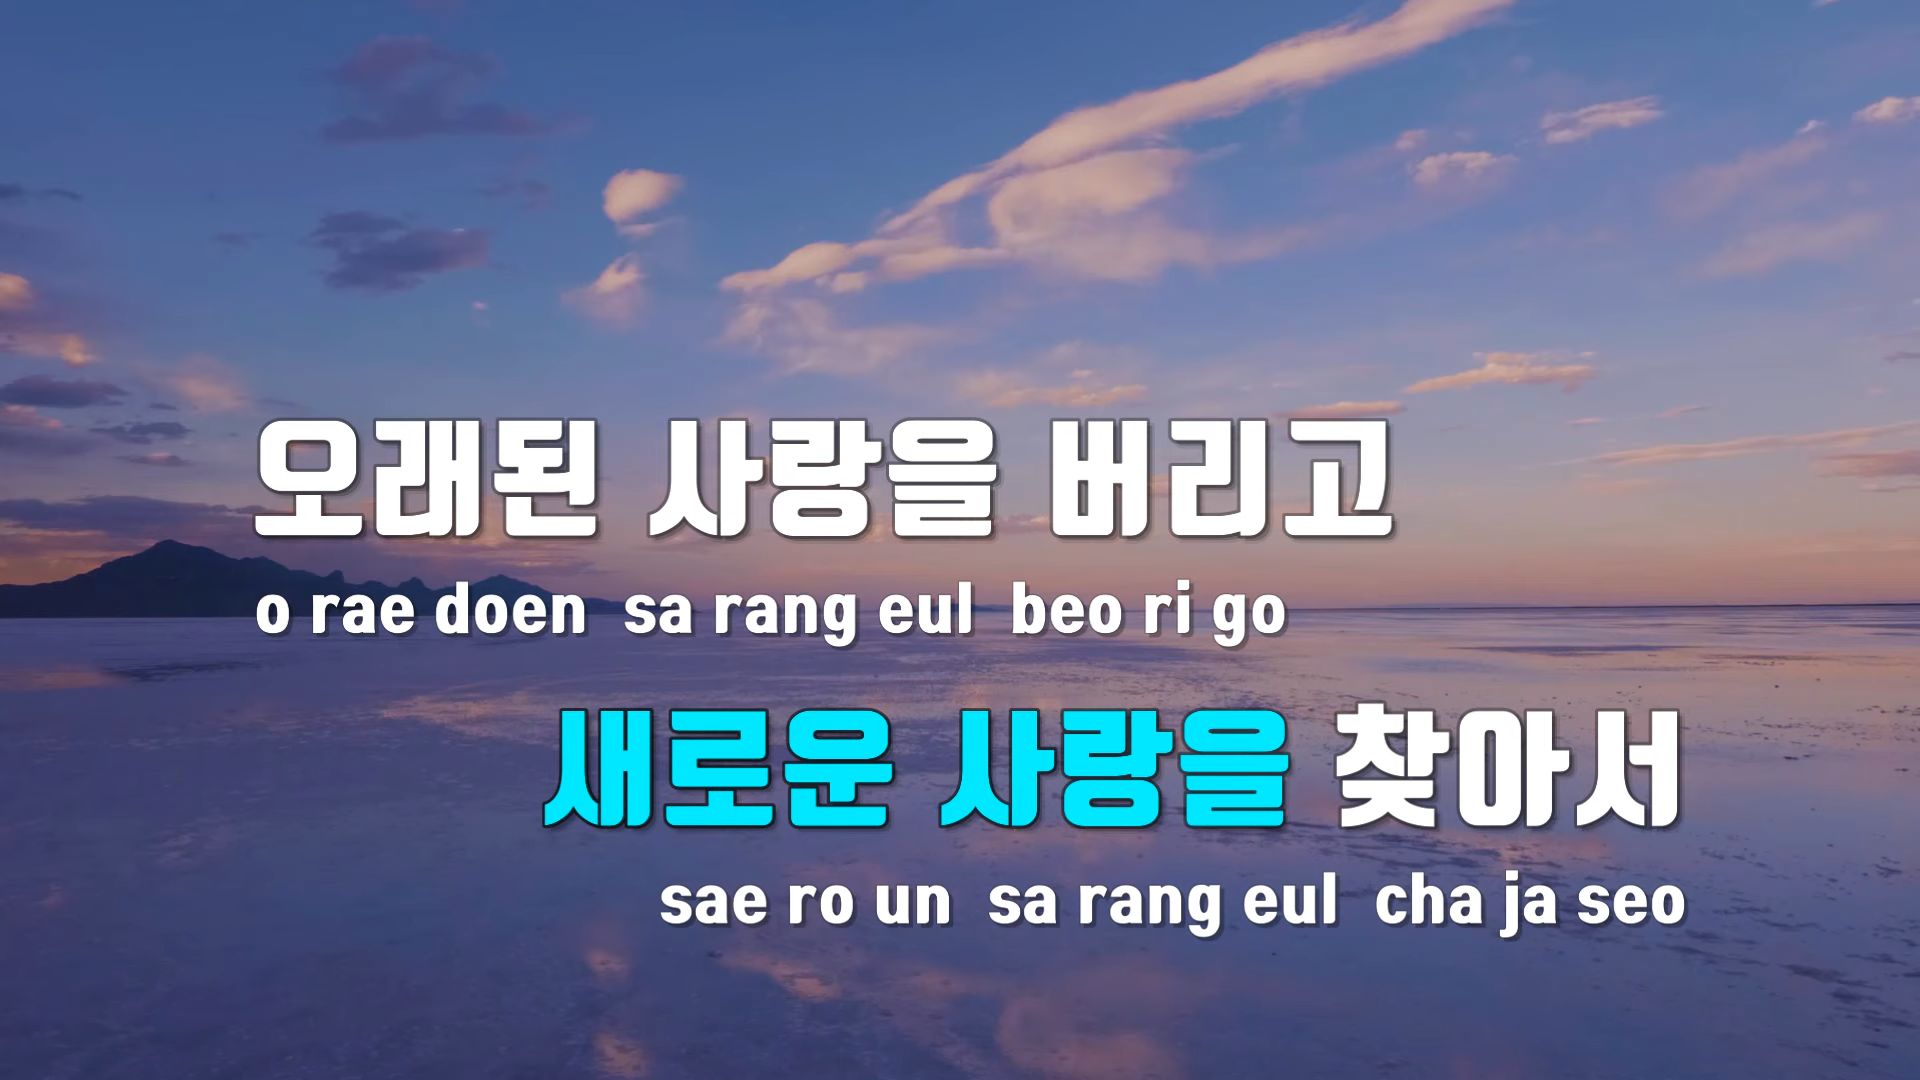 오래된 사랑을 버리고
o rae doen sa rang eul beo ri go
새로운 사랑을 찾아서
sae ro un sa rang eul cha ja seo